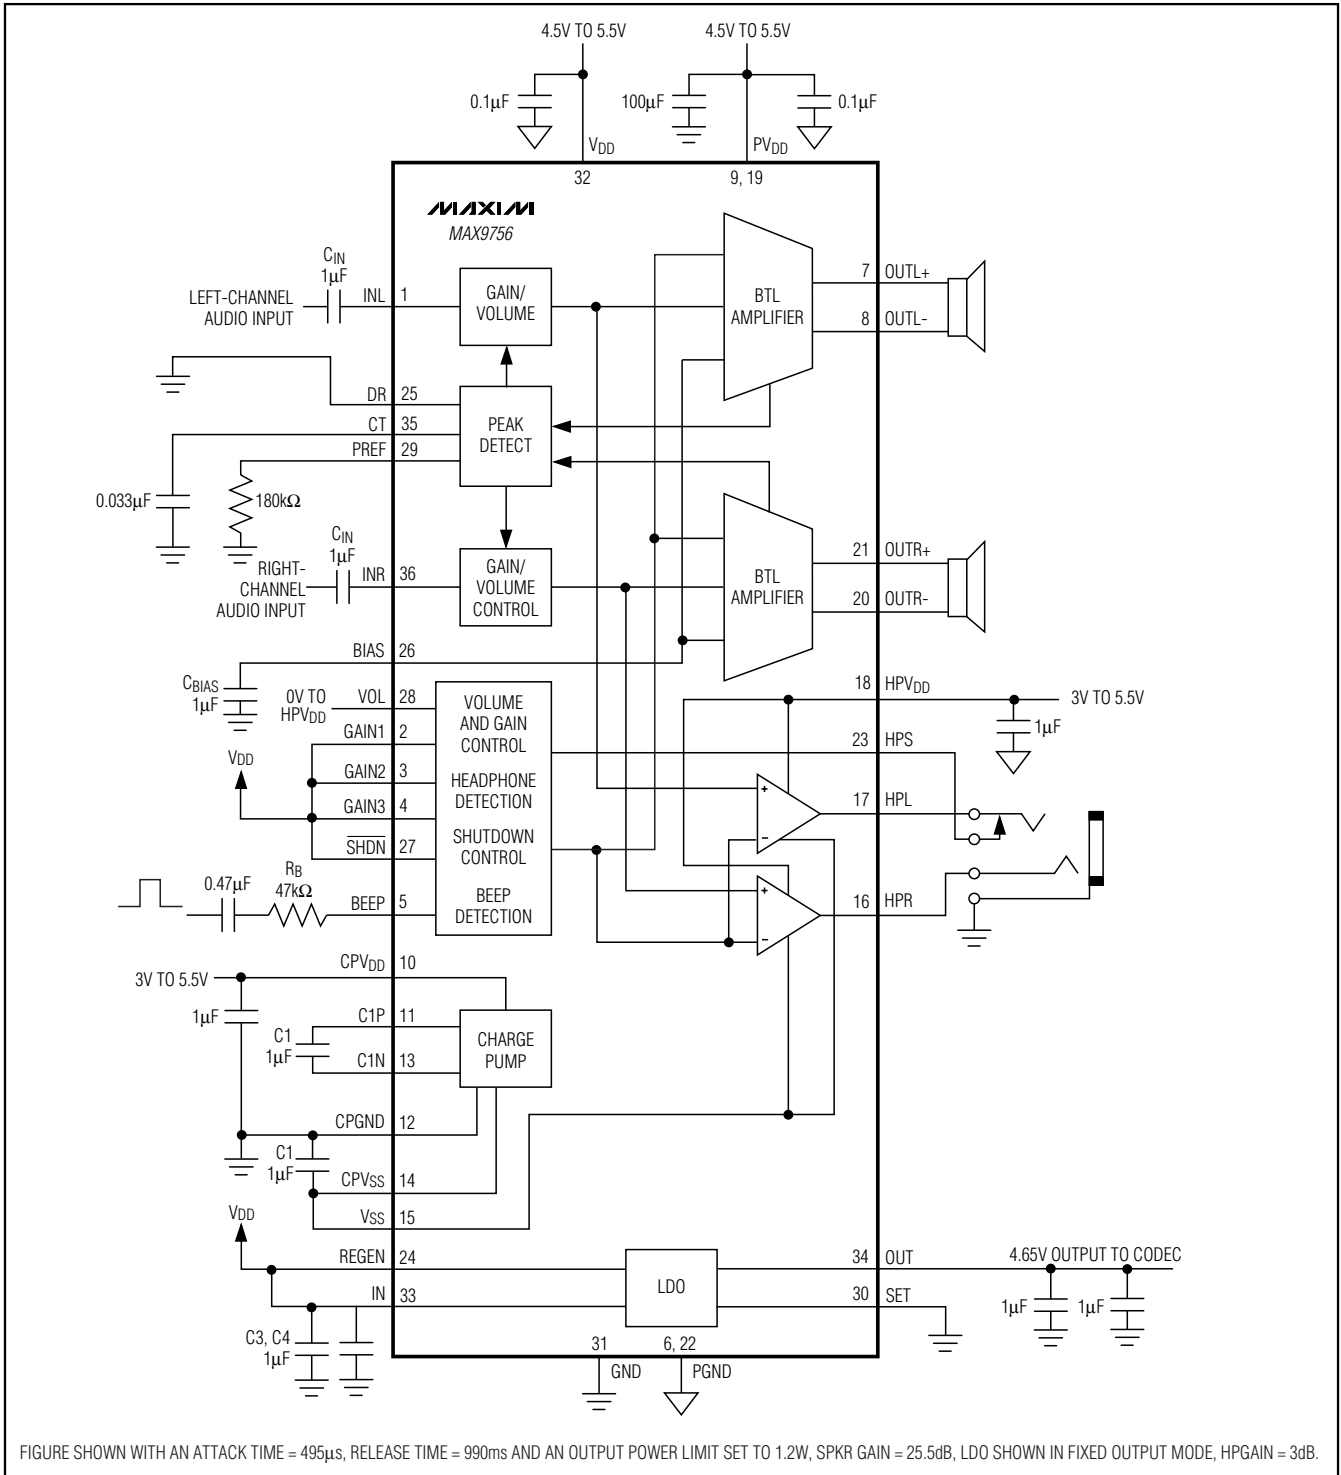 4.5V TO 5.5V
4.5V TO 5.5V
0.1µF
100µF
0.1µF
VDD
PVDD
32
9, 19
MAXIM
MAX9756
CIN
1µF
LEFT-CHANNEL
AUDIO INPUT
INL
1
GAIN/
VOLUME
BTL
AMPLIFIER
7
OUTL+
8
OUTL-
DR
25
CT
35
PREF
29
PEAK
DETECT
0.033µF
180kΩ
CIN
1µF
RIGHT-
CHANNEL
AUDIO INPUT
INR
36
GAIN/
VOLUME
CONTROL
BTL
AMPLIFIER
21
OUTR+
20
OUTR-
BIAS
26
CBIAS
1µF
0V TO
HPVDD
VOL
28
GAIN1
2
VDD
GAIN2
3
GAIN3
4
SHDN
27
VOLUME
AND GAIN
CONTROL
HEADPHONE
DETECTION
SHUTDOWN
CONTROL
BEEP
DETECTION
18
HPVDD
3V TO 5.5V
1µF
23
HPS
+
−
17
HPL
+
−
16
HPR
0.47µF
RB
47kΩ
BEEP
5
CPVDD
10
3V TO 5.5V
1µF
C1P
11
C1
1µF
C1N
13
CHARGE
PUMP
CPGND
12
C1
1µF
CPVSS
14
VSS
15
VDD
REGEN
24
IN
33
C3, C4
1µF
LDO
34
OUT
4.65V OUTPUT TO CODEC
30
SET
1µF
1µF
31
GND
6, 22
PGND
FIGURE SHOWN WITH AN ATTACK TIME = 495µs, RELEASE TIME = 990ms AND AN OUTPUT POWER LIMIT SET TO 1.2W, SPKR GAIN = 25.5dB, LDO SHOWN IN FIXED OUTPUT MODE, HPGAIN = 3dB.